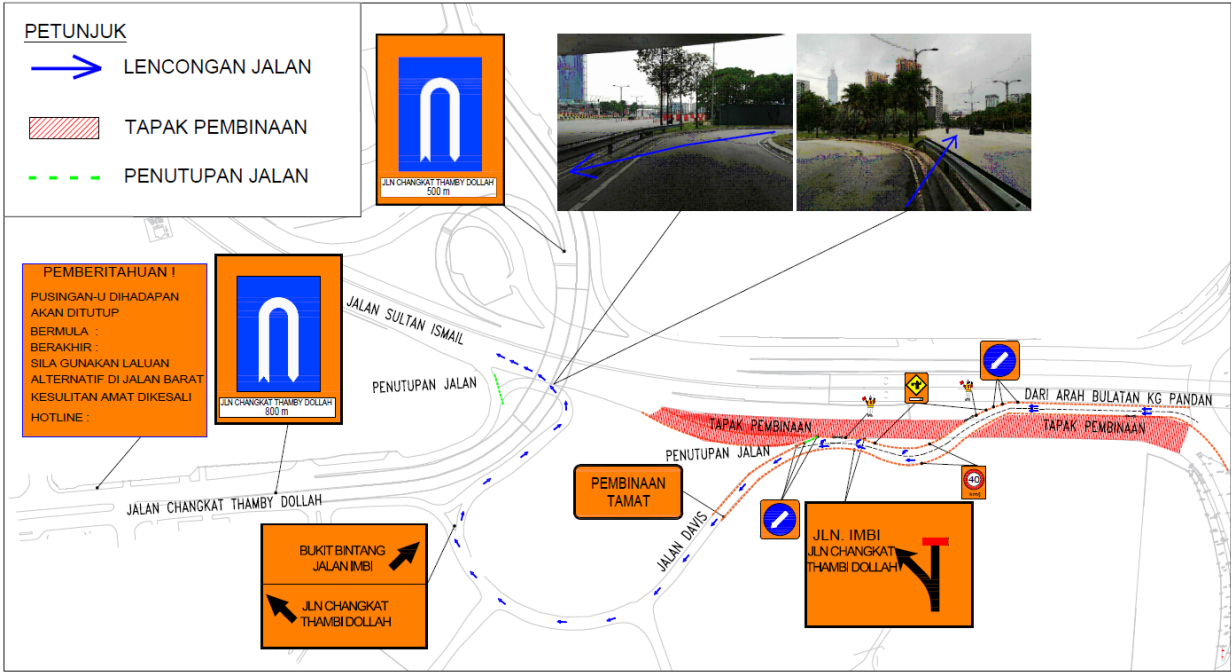 PETUNJUK
LENCONGAN JALAN
TAPAK PEMBINAAN
PENUTUPAN JALAN
JLN CHANGKAT THAMBY DOLLAH
500 m
PEMBERITAHUAN !
PUSINGAN-U DIHADAPAN
AKAN DITUTUP
BERMULA :
BERAKHIR :
SILA GUNAKAN LALUAN
ALTERNATIF DI JALAN BARAT
KESULITAN AMAT DIKESALI
HOTLINE :
JLN CHANGKAT THAMBY DOLLAH
800 m
JALAN SULTAN ISMAIL
PENUTUPAN JALAN
DARI ARAH BULATAN KG PANDAN
TAPAK PEMBINAAN
TAPAK PEMBINAAN
PENUTUPAN JALAN
40
PEMBINAAN
TAMAT
JALAN CHANGKAT THAMBY DOLLAH
JALAN DAVIS
BUKIT BINTANG
JALAN IMBI
JLN CHANGKAT
THAMBI DOLLAH
JLN. IMBI
JLN CHANGKAT
THAMBI DOLLAH